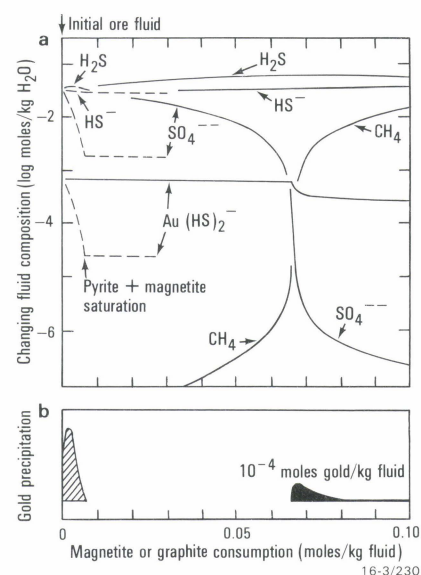 Initial ore fluid
a
H₂S
H₂S
HS⁻
HS⁻
SO₄⁻⁻
CH₄
Au (HS)₂⁻
Pyrite + magnetite
saturation
CH₄
SO₄⁻⁻
Changing fluid composition (log moles/kg H₂O)
0
−2
−4
−6
b
Gold precipitation
10⁻⁴ moles gold/kg fluid
0
0.05
0.10
Magnetite or graphite consumption (moles/kg fluid)
16-3/230